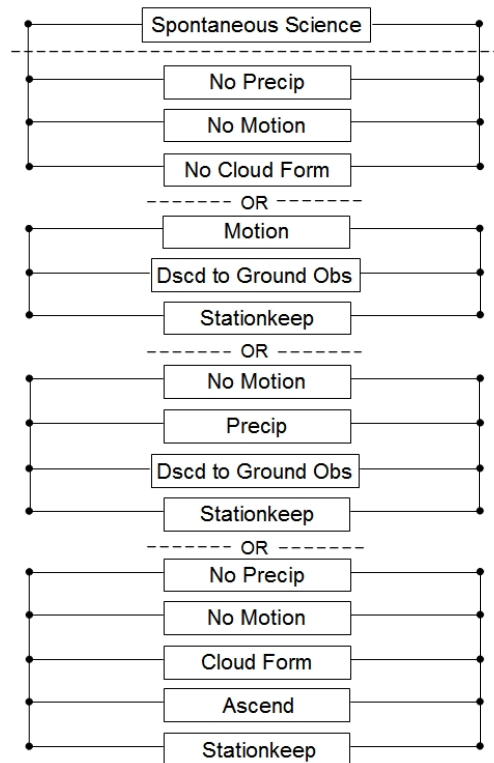 Spontaneous Science
No Precip
No Motion
No Cloud Form
OR
Motion
Dscd to Ground Obs
Stationkeep
OR
No Motion
Precip
Dscd to Ground Obs
Stationkeep
OR
No Precip
No Motion
Cloud Form
Ascend
Stationkeep